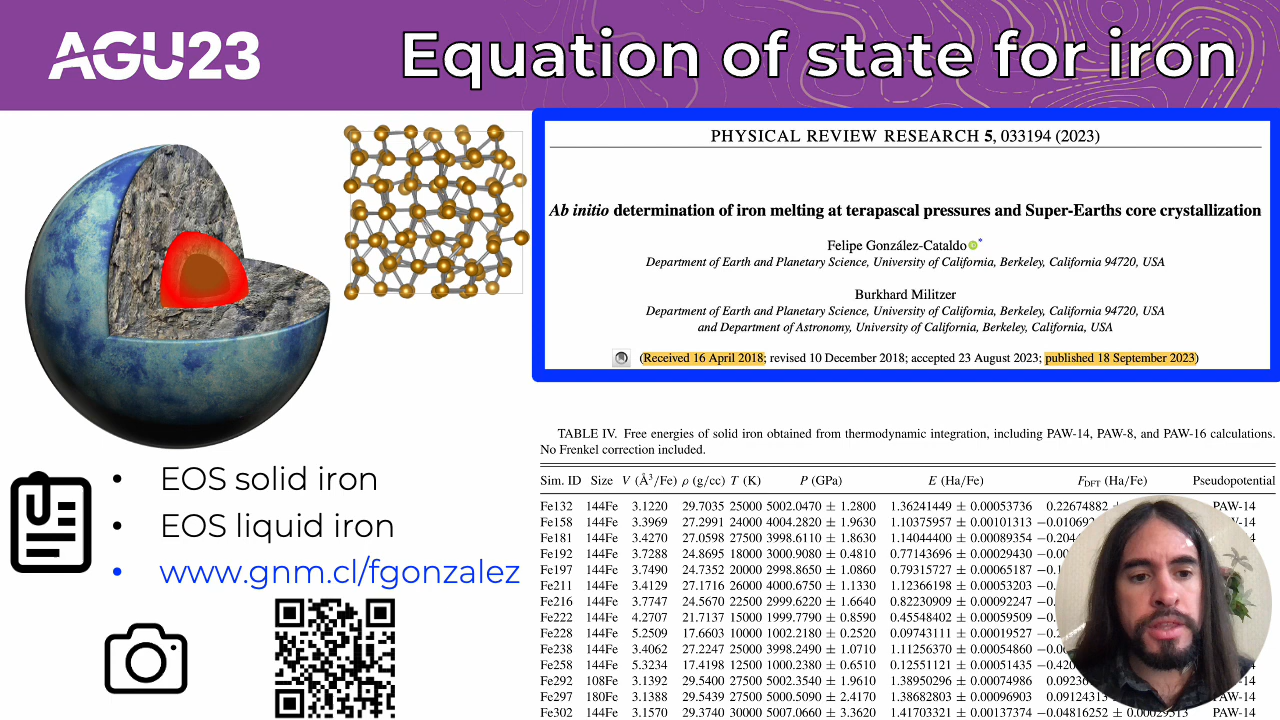 AGU23
Equation of state for iron
PHYSICAL REVIEW RESEARCH 5, 033194 (2023)
Ab initio determination of iron melting at terapascal pressures and Super-Earths core crystallization
Felipe González-Cataldo*
Department of Earth and Planetary Science, University of California, Berkeley, California 94720, USA
Burkhard Militzer
Department of Earth and Planetary Science, University of California, Berkeley, California 94720, USA
and Department of Astronomy, University of California, Berkeley, California, USA
(Received 16 April 2018; revised 10 December 2018; accepted 23 August 2023; published 18 September 2023)
• EOS solid iron
• EOS liquid iron
• www.gnm.cl/fgonzalez
TABLE IV. Free energies of solid iron obtained from thermodynamic integration, including PAW-14, PAW-8, and PAW-16 calculations.
No Frenkel correction included.
Sim. ID Size V (Å³/Fe) ρ (g/cc) T (K) P (GPa) E (Ha/Fe) FDFT (Ha/Fe) Pseudopotential
Fe132 144Fe 3.1220 29.7035 25000 5002.0470 ± 1.2800 1.36241449 ± 0.00053736 0.22674882 ± PAW-14
Fe158 144Fe 3.3969 27.2991 24000 4004.2820 ± 1.9630 1.10375957 ± 0.00101313
Fe181 144Fe 3.4270 27.0598 27500 3998.6110 ± 1.8630 1.14044400 ± 0.00089354
Fe192 144Fe 3.7288 24.8695 18000 3000.9080 ± 0.4810 0.77143696 ± 0.00029430
Fe197 144Fe 3.7490 24.7352 20000 2998.8650 ± 1.0860 0.79315727 ± 0.00065187
Fe211 144Fe 3.4129 27.1716 26000 4000.6750 ± 1.1330 1.12366198 ± 0.00053203
Fe216 144Fe 3.7747 24.5670 22500 2999.6220 ± 1.6640 0.82230909 ± 0.00092247
Fe222 144Fe 4.2707 21.7137 15000 1999.7790 ± 0.8590 0.45548402 ± 0.00059509
Fe228 144Fe 5.2509 17.6603 10000 1002.2180 ± 0.2520 0.09743111 ± 0.00019527
Fe238 144Fe 3.4062 27.2247 25000 3998.2490 ± 1.0710 1.11256370 ± 0.00054860
Fe258 144Fe 5.3234 17.4198 12500 1000.2380 ± 0.6510 0.12551121 ± 0.00051435
Fe292 108Fe 3.1392 29.5400 27500 5002.3540 ± 1.9610 1.38950296 ± 0.00074986
Fe297 180Fe 3.1388 29.5437 27500 5000.9690 ± 2.4170 1.38682803 ± 0.00090903 PAW-14
Fe302 144Fe 3.1570 29.3740 30000 5007.0660 ± 3.3620 1.41703321 ± 0.00137374 −0.04816252 ± PAW-14